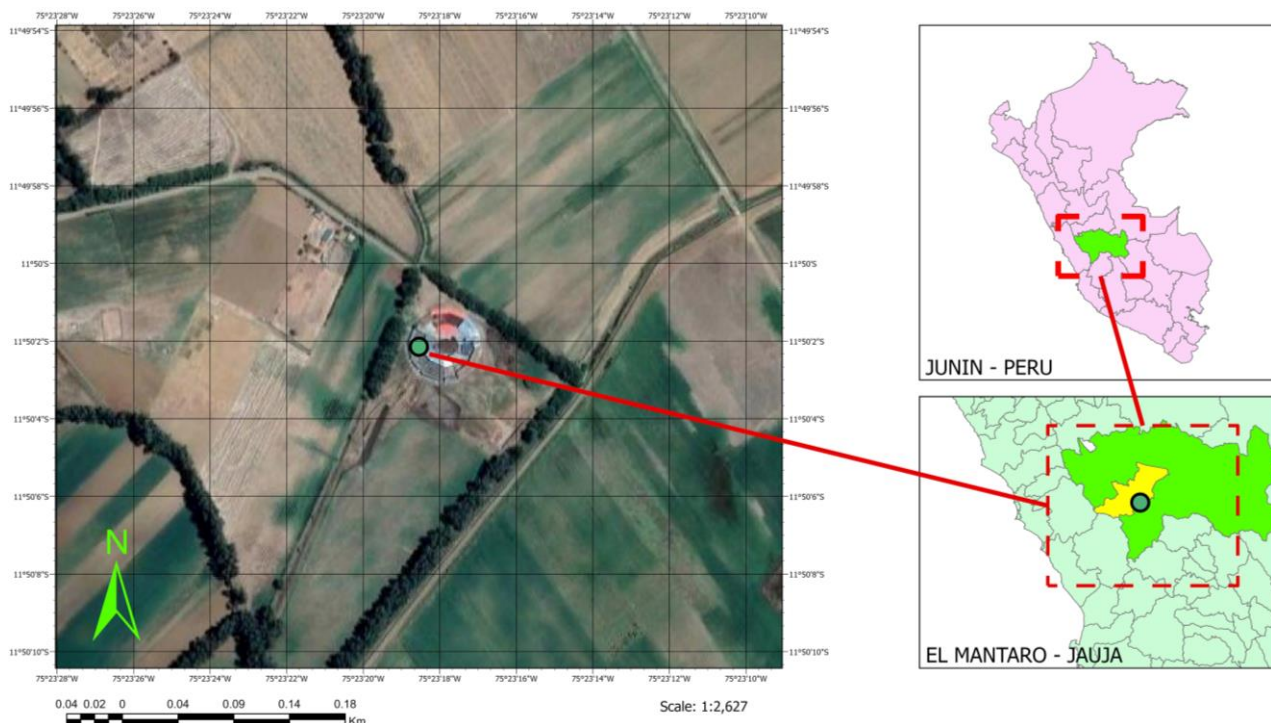 75°23'28"W 75°23'26"W 75°23'24"W 75°23'22"W 75°23'20"W 75°23'18"W 75°23'16"W 75°23'14"W 75°23'12"W 75°23'10"W
11°49'54"S 11°49'54"S
11°49'56"S 11°49'56"S
11°49'58"S 11°49'58"S
11°50'S 11°50'S
11°50'2"S 11°50'2"S
JUNIN - PERU
11°50'4"S 11°50'4"S
11°50'6"S 11°50'6"S
N
11°50'8"S 11°50'8"S
11°50'10"S 11°50'10"S
EL MANTARO - JAUJA
75°23'28"W 75°23'26"W 75°23'24"W 75°23'22"W 75°23'20"W 75°23'18"W 75°23'16"W 75°23'14"W 75°23'12"W 75°23'10"W
0.04 0.02 0 0.04 0.09 0.14 0.18
Km
Scale: 1:2,627